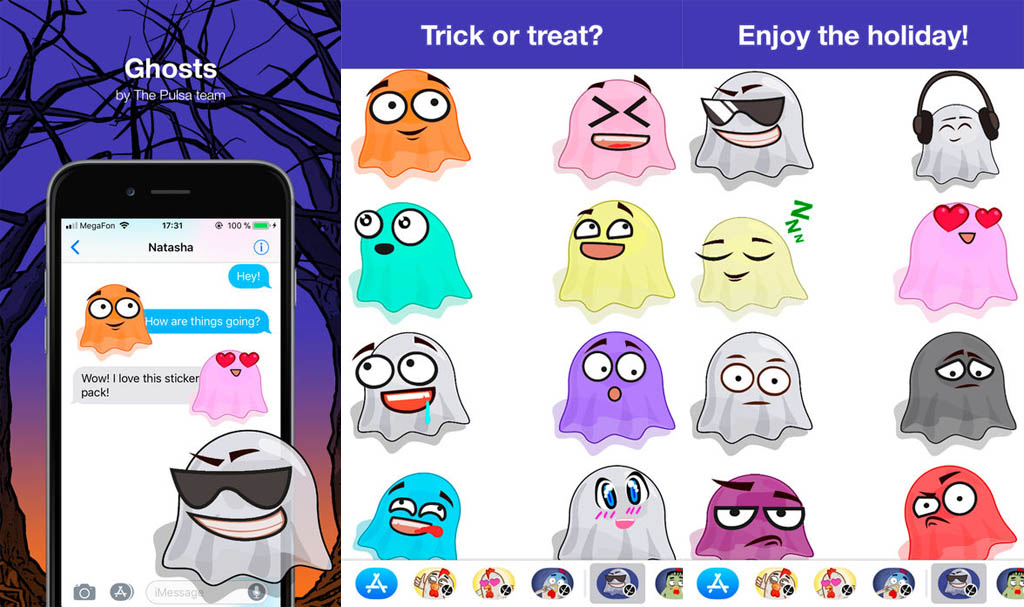 Ghosts
by The Pulsa team
MegaFon
17:31
100 %
Natasha
Hey!
How are things going?
Wow! I love this sticker
pack!
iMessage
Trick or treat?
Enjoy the holiday!
N
N
N